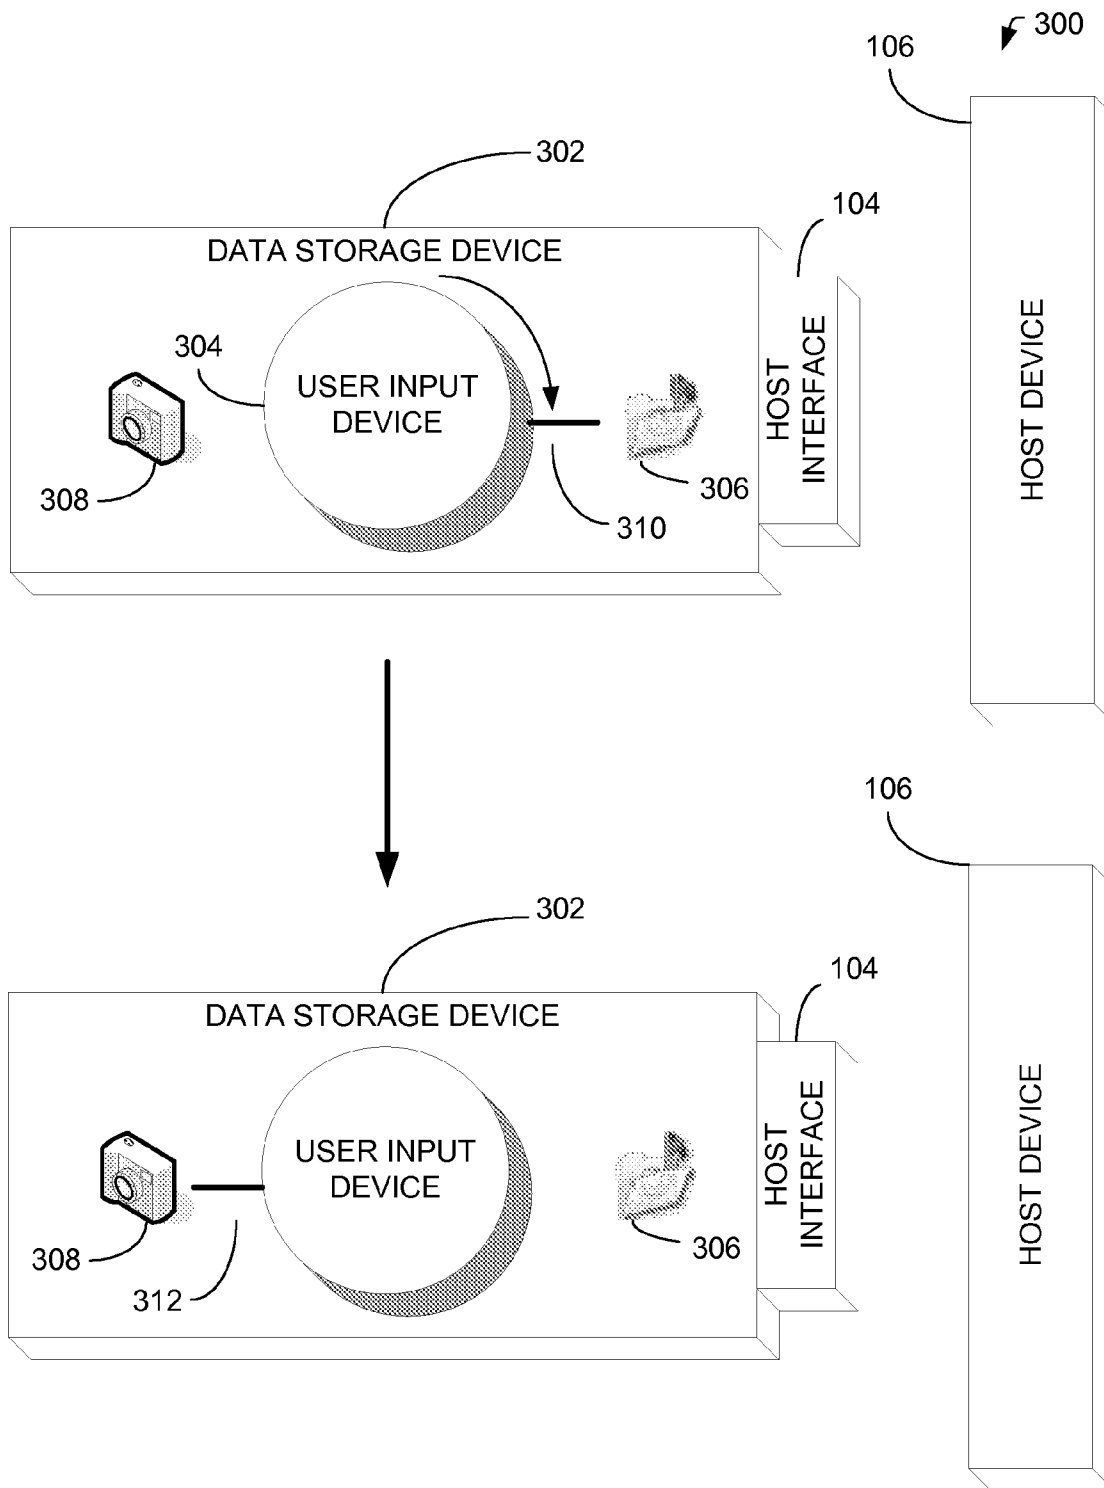 300
106
302
104
DATA STORAGE DEVICE
304
USER INPUT
DEVICE
HOST
INTERFACE
HOST DEVICE
308
306
310
106
302
104
DATA STORAGE DEVICE
USER INPUT
DEVICE
HOST
INTERFACE
HOST DEVICE
308
306
312